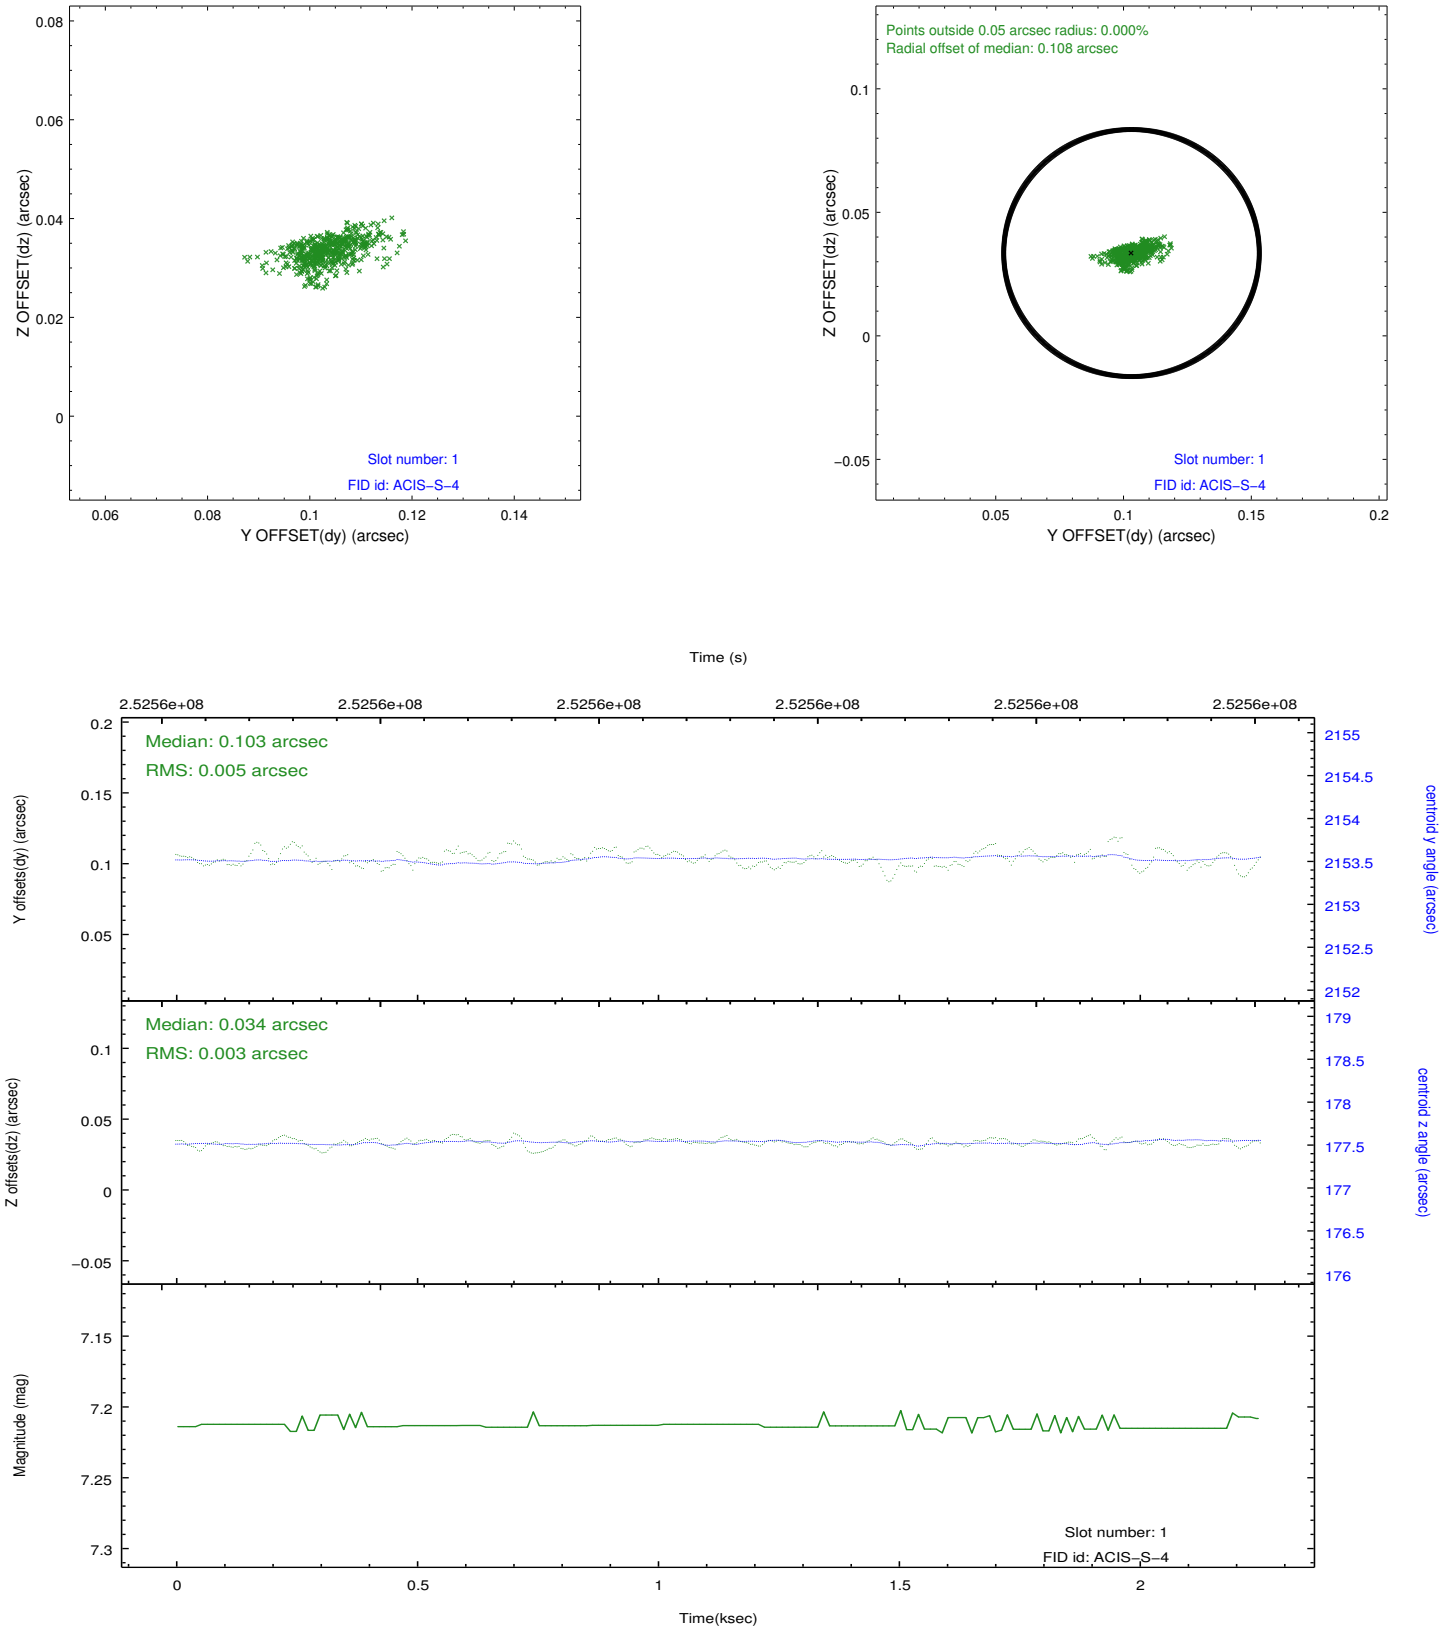 0.08
0.06
0.04
0.02
0
Z OFFSET(dz) (arcsec)
Slot number: 1
FID id: ACIS−S−4
0.06 0.08 0.1 0.12 0.14
Y OFFSET(dy) (arcsec)
Points outside 0.05 arcsec radius: 0.000%
Radial offset of median: 0.108 arcsec
0.1
0.05
0
−0.05
Z OFFSET(dz) (arcsec)
Slot number: 1
FID id: ACIS−S−4
0.05 0.1 0.15 0.2
Y OFFSET(dy) (arcsec)
Time (s)
2.5256e+08 2.5256e+08 2.5256e+08 2.5256e+08 2.5256e+08 2.5256e+08
Median: 0.103 arcsec
RMS: 0.005 arcsec
0.2
0.15
0.1
0.05
Y offsets(dy) (arcsec)
2155
2154.5
2154
2153.5
2153
2152.5
2152
centroid y angle (arcsec)
Median: 0.034 arcsec
RMS: 0.003 arcsec
0.1
0.05
0
−0.05
Z offsets(dz) (arcsec)
179
178.5
178
177.5
177
176.5
176
centroid z angle (arcsec)
7.15
7.2
7.25
7.3
Magnitude (mag)
Slot number: 1
FID id: ACIS−S−4
0 0.5 1 1.5 2
Time(ksec)